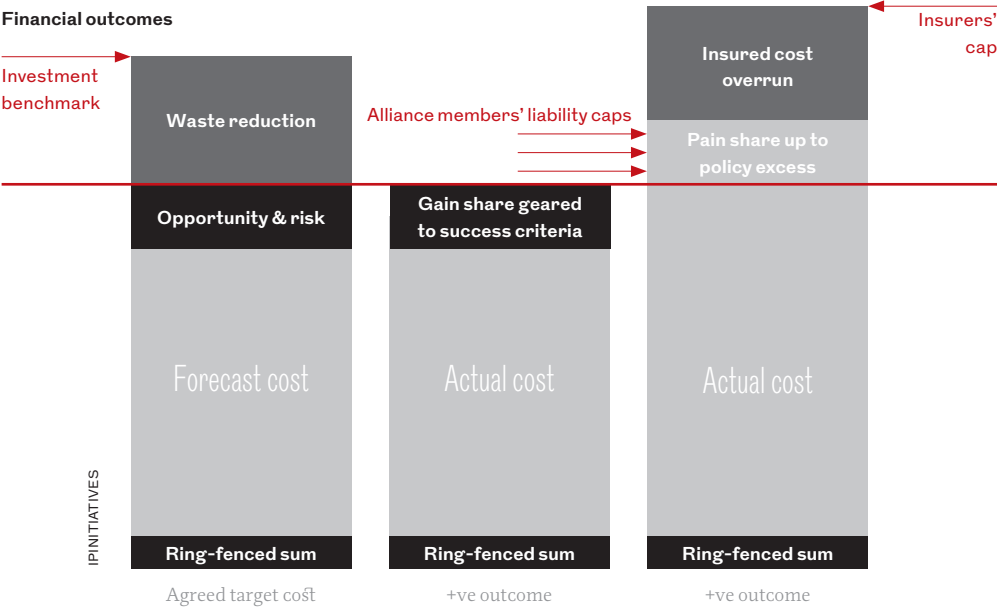 Financial outcomes
Investment
benchmark
Waste reduction
Opportunity & risk
Forecast cost
Ring-fenced sum
Agreed target cost
Gain share geared
to success criteria
Actual cost
Ring-fenced sum
+ve outcome
Alliance members’ liability caps
Insurers’
cap
Insured cost
overrun
Pain share up to
policy excess
Actual cost
Ring-fenced sum
+ve outcome
IPINITIATIVES